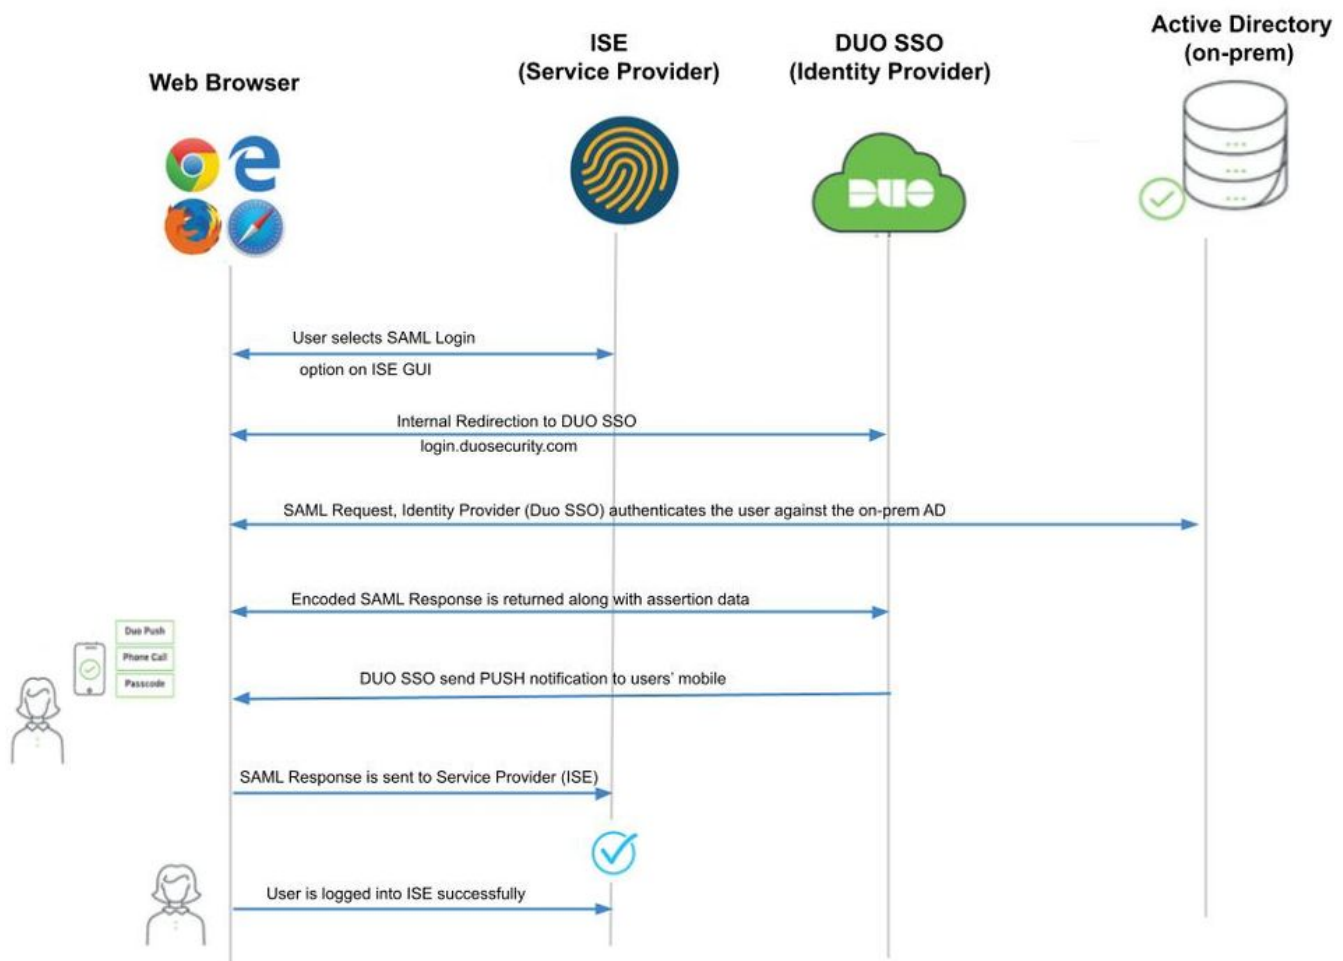 Active Directory
(on-prem)
ISE
(Service Provider)
DUO SSO
(Identity Provider)
Web Browser
DUO
User selects SAML Login
option on ISE GUI
Internal Redirection to DUO SSO
login.duosecurity.com
SAML Request, Identity Provider (Duo SSO) authenticates the user against the on-prem AD
Encoded SAML Response is returned along with assertion data
Duo Push
Phone Call
Passcode
DUO SSO send PUSH notification to users' mobile
SAML Response is sent to Service Provider (ISE)
User is logged into ISE successfully